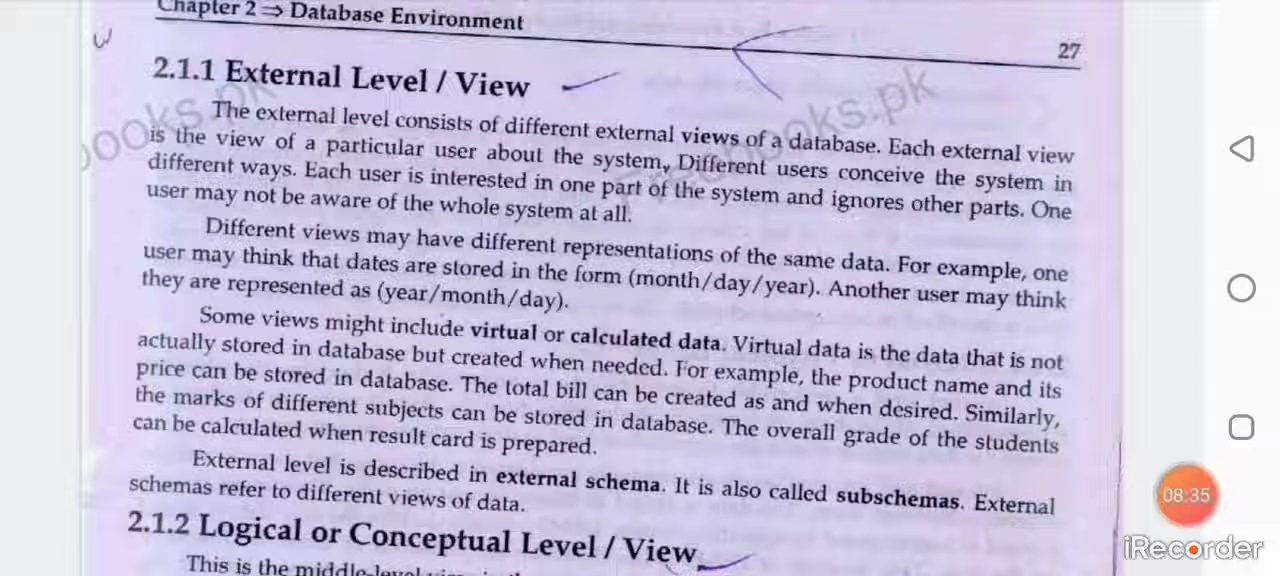 Chapter 2 ⇒ Database Environment
27
2.1.1 External Level / View
The external level consists of different external views of a database. Each external view
is the view of a particular user about the system, Different users conceive the system in
different ways. Each user is interested in one part of the system and ignores other parts. One
user may not be aware of the whole system at all.
Different views may have different representations of the same data. For example, one
user may think that dates are stored in the form (month/day/year). Another user may think
they are represented as (year/month/day).
Some views might include virtual or calculated data. Virtual data is the data that is not
actually stored in database but created when needed. For example, the product name and its
price can be stored in database. The total bill can be created as and when desired. Similarly,
the marks of different subjects can be stored in database. The overall grade of the students
can be calculated when result card is prepared.
External level is described in external schema. It is also called subschemas. External
schemas refer to different views of data.
2.1.2 Logical or Conceptual Level / View
This is the middle-level
ooks.pk
Freebooks.pk
08:35
iRecorder